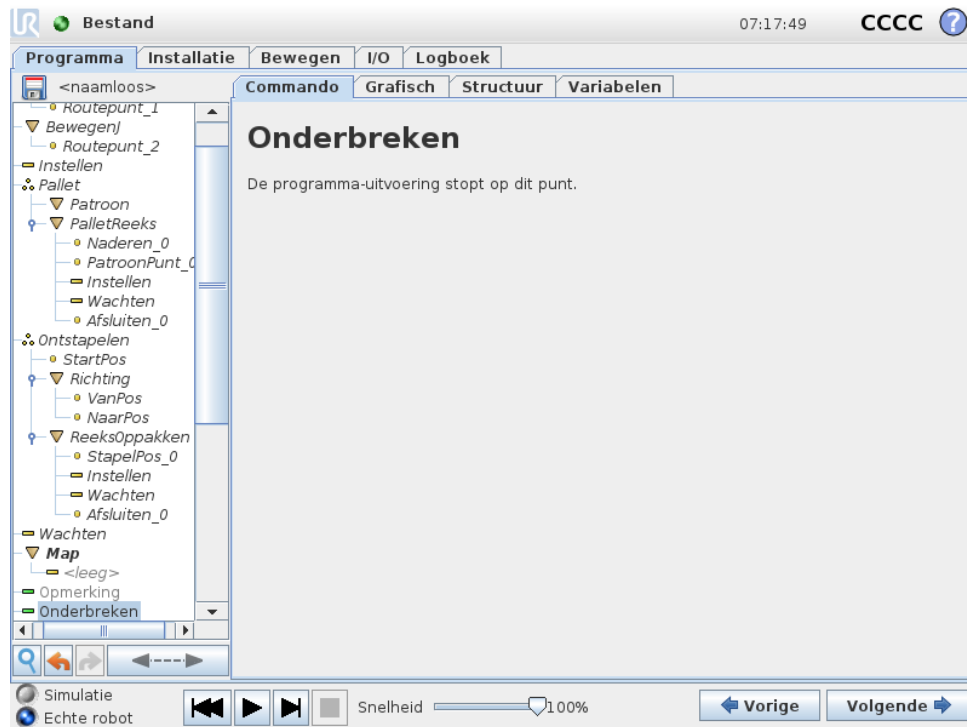 UR Bestand 07:17:49 CCCC ?
Programma Installatie Bewegen I/O Logboek
<naamloos>
Commando Grafisch Structuur Variabelen
Routepunt_1
BewegenJ
Routepunt_2
Instellen
Pallet
Patroon
PalletReeks
Naderen_0
PatroonPunt_0
Instellen
Wachten
Afsluiten_0
Ontstapelen
StartPos
Richting
VanPos
NaarPos
ReeksOppakken
StapelPos_0
Instellen
Wachten
Afsluiten_0
Wachten
Map
<leeg>
Opmerking
Onderbreken
Onderbreken
De programma-uitvoering stopt op dit punt.
Simulatie
Echte robot
Snelheid 100%
Vorige Volgende